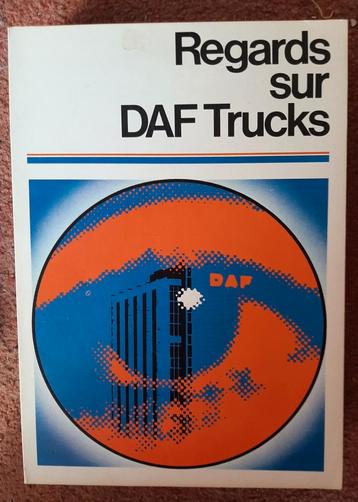 Regards
sur
DAF Trucks
DAF